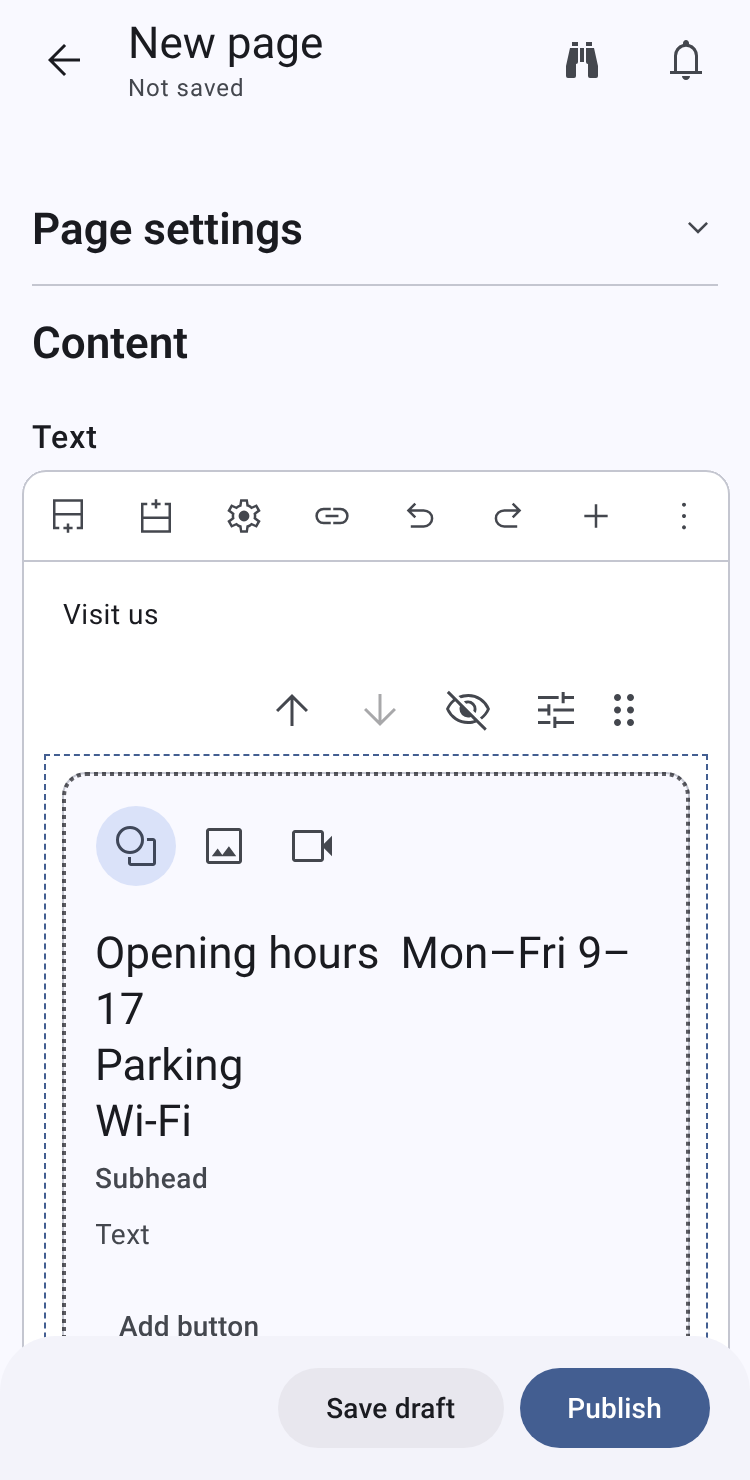 New page
Not saved
Page settings
Content
Text
Visit us
Opening hours  Mon–Fri 9–
17
Parking
Wi-Fi
Subhead
Text
Add button
Save draft
Publish